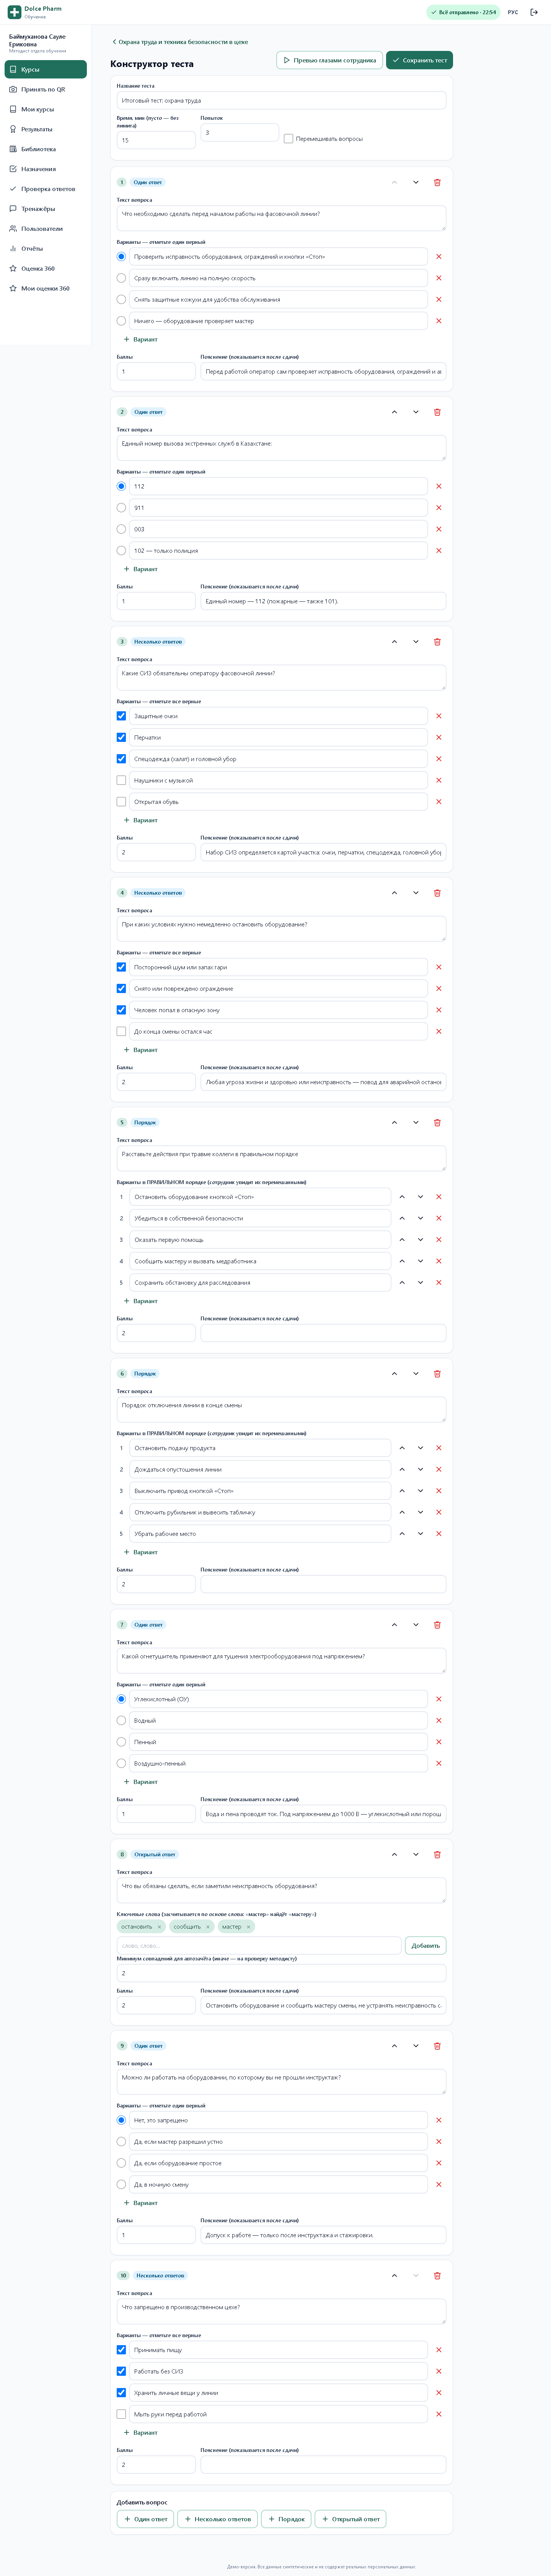 Dolce Pharm
Обучение
Всё отправлено · 22:54
РУС
Баймуханова Сауле
Ериковна
Методист отдела обучения
Курсы
Принять по QR
Мои курсы
Результаты
Библиотека
Назначения
Проверка ответов
Тренажёры
Пользователи
Отчёты
Оценка 360
Мои оценки 360
Охрана труда и техника безопасности в цехе
Конструктор теста
Превью глазами сотрудника
Сохранить тест
Название теста
Итоговый тест: охрана труда
Время, мин (пусто — без
лимита)
15
Попыток
3
Перемешивать вопросы
1 Один ответ
Текст вопроса
Что необходимо сделать перед началом работы на фасовочной линии?
Варианты — отметьте один верный
Проверить исправность оборудования, ограждений и кнопки «Стоп»
Сразу включить линию на полную скорость
Снять защитные кожухи для удобства обслуживания
Ничего — оборудование проверяет мастер
Вариант
Баллы
Пояснение (показывается после сдачи)
1
Перед работой оператор сам проверяет исправность оборудования, ограждений и ав
2 Один ответ
Текст вопроса
Единый номер вызова экстренных служб в Казахстане:
Варианты — отметьте один верный
112
911
003
102 — только полиция
Вариант
Баллы
Пояснение (показывается после сдачи)
1
Единый номер — 112 (пожарные — также 101).
3 Несколько ответов
Текст вопроса
Какие СИЗ обязательны оператору фасовочной линии?
Варианты — отметьте все верные
Защитные очки
Перчатки
Спецодежда (халат) и головной убор
Наушники с музыкой
Открытая обувь
Вариант
Баллы
Пояснение (показывается после сдачи)
2
Набор СИЗ определяется картой участка: очки, перчатки, спецодежда, головной убор
4 Несколько ответов
Текст вопроса
При каких условиях нужно немедленно остановить оборудование?
Варианты — отметьте все верные
Посторонний шум или запах гари
Снято или повреждено ограждение
Человек попал в опасную зону
До конца смены остался час
Вариант
Баллы
Пояснение (показывается после сдачи)
2
Любая угроза жизни и здоровью или неисправность — повод для аварийной останов
5 Порядок
Текст вопроса
Расставьте действия при травме коллеги в правильном порядке
Варианты в ПРАВИЛЬНОМ порядке (сотрудник увидит их перемешанными)
1 Остановить оборудование кнопкой «Стоп»
2 Убедиться в собственной безопасности
3 Оказать первую помощь
4 Сообщить мастеру и вызвать медработника
5 Сохранить обстановку для расследования
Вариант
Баллы
Пояснение (показывается после сдачи)
2
6 Порядок
Текст вопроса
Порядок отключения линии в конце смены
Варианты в ПРАВИЛЬНОМ порядке (сотрудник увидит их перемешанными)
1 Остановить подачу продукта
2 Дождаться опустошения линии
3 Выключить привод кнопкой «Стоп»
4 Отключить рубильник и вывесить табличку
5 Убрать рабочее место
Вариант
Баллы
Пояснение (показывается после сдачи)
2
7 Один ответ
Текст вопроса
Какой огнетушитель применяют для тушения электрооборудования под напряжением?
Варианты — отметьте один верный
Углекислотный (ОУ)
Водный
Пенный
Воздушно-пенный
Вариант
Баллы
Пояснение (показывается после сдачи)
1
Вода и пена проводят ток. Под напряжением до 1000 В — углекислотный или порош
8 Открытый ответ
Текст вопроса
Что вы обязаны сделать, если заметили неисправность оборудования?
Ключевые слова (засчитывается по основе слова: «мастер» найдёт «мастеру»)
остановить ×
сообщить ×
мастер ×
слово, слово…
Добавить
Минимум совпадений для автозачёта (иначе — на проверку методисту)
2
Баллы
Пояснение (показывается после сдачи)
2
Остановить оборудование и сообщить мастеру смены, не устранять неисправность с
9 Один ответ
Текст вопроса
Можно ли работать на оборудовании, по которому вы не прошли инструктаж?
Варианты — отметьте один верный
Нет, это запрещено
Да, если мастер разрешил устно
Да, если оборудование простое
Да, в ночную смену
Вариант
Баллы
Пояснение (показывается после сдачи)
1
Допуск к работе — только после инструктажа и стажировки.
10 Несколько ответов
Текст вопроса
Что запрещено в производственном цехе?
Варианты — отметьте все верные
Принимать пищу
Работать без СИЗ
Хранить личные вещи у линии
Мыть руки перед работой
Вариант
Баллы
Пояснение (показывается после сдачи)
2
Добавить вопрос
Один ответ
Несколько ответов
Порядок
Открытый ответ
Демо-версия. Все данные синтетические и не содержат реальных персональных данных.